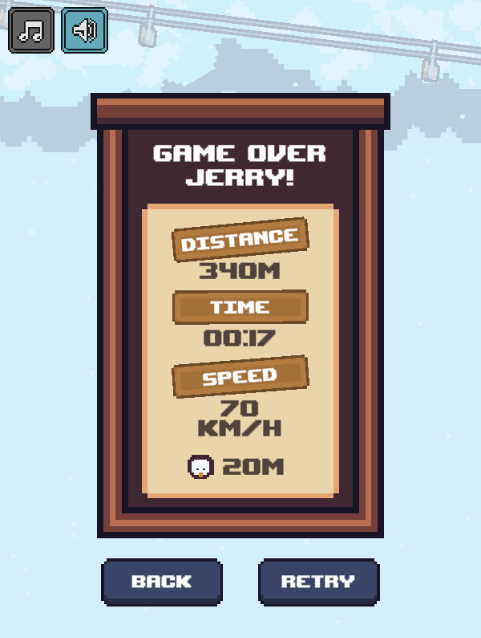 GAME OVER
JERRY!
DISTANCE
340M
TIME
00:17
SPEED
70
KM/H
20M
BACK
RETRY